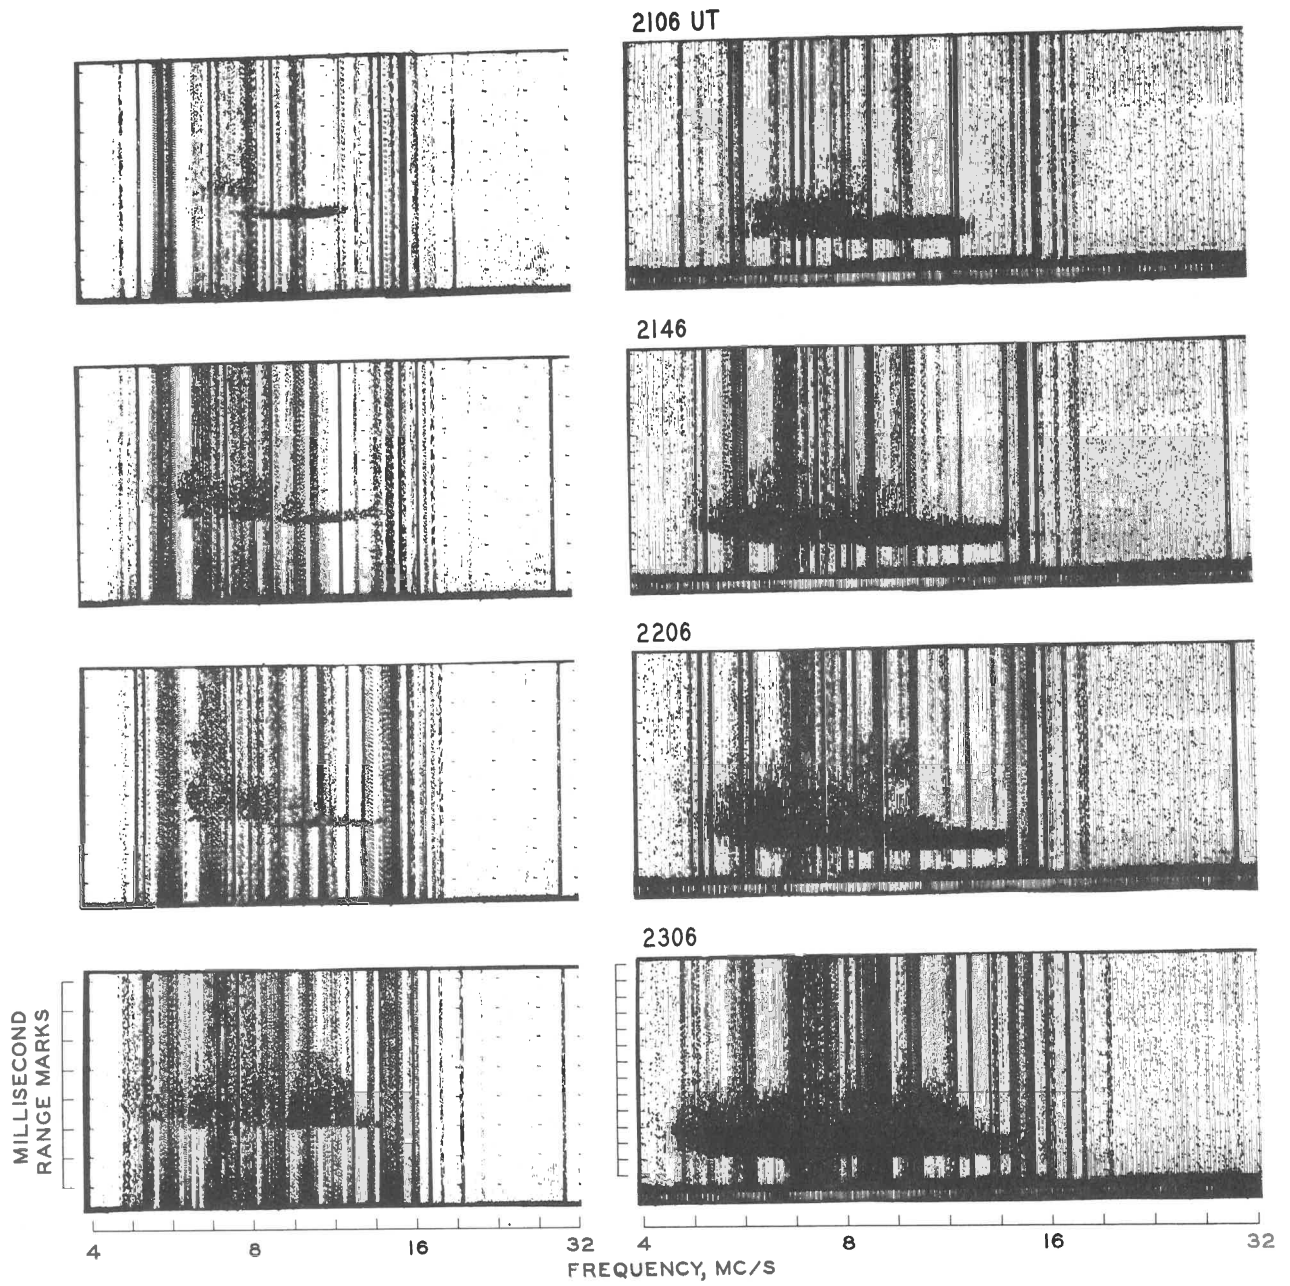 2106 UT
2146
2206
2306
MILLISECOND
RANGE MARKS
4 8 16 32 4 8 16 32
FREQUENCY, MC/S